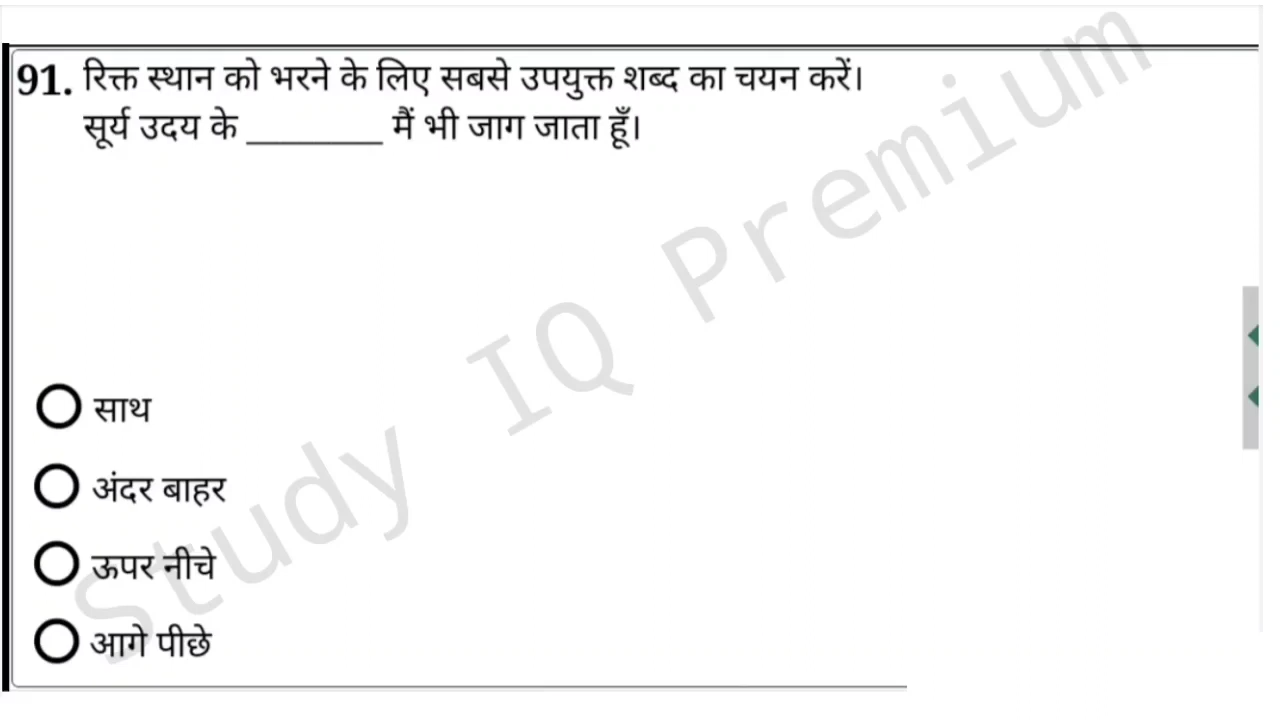 91. रिक्त स्थान को भरने के लिए सबसे उपयुक्त शब्द का चयन करें।
सूर्य उदय के ________ मैं भी जाग जाता हूँ।
साथ
अंदर बाहर
ऊपर नीचे
आगे पीछे
Study IQ Premium